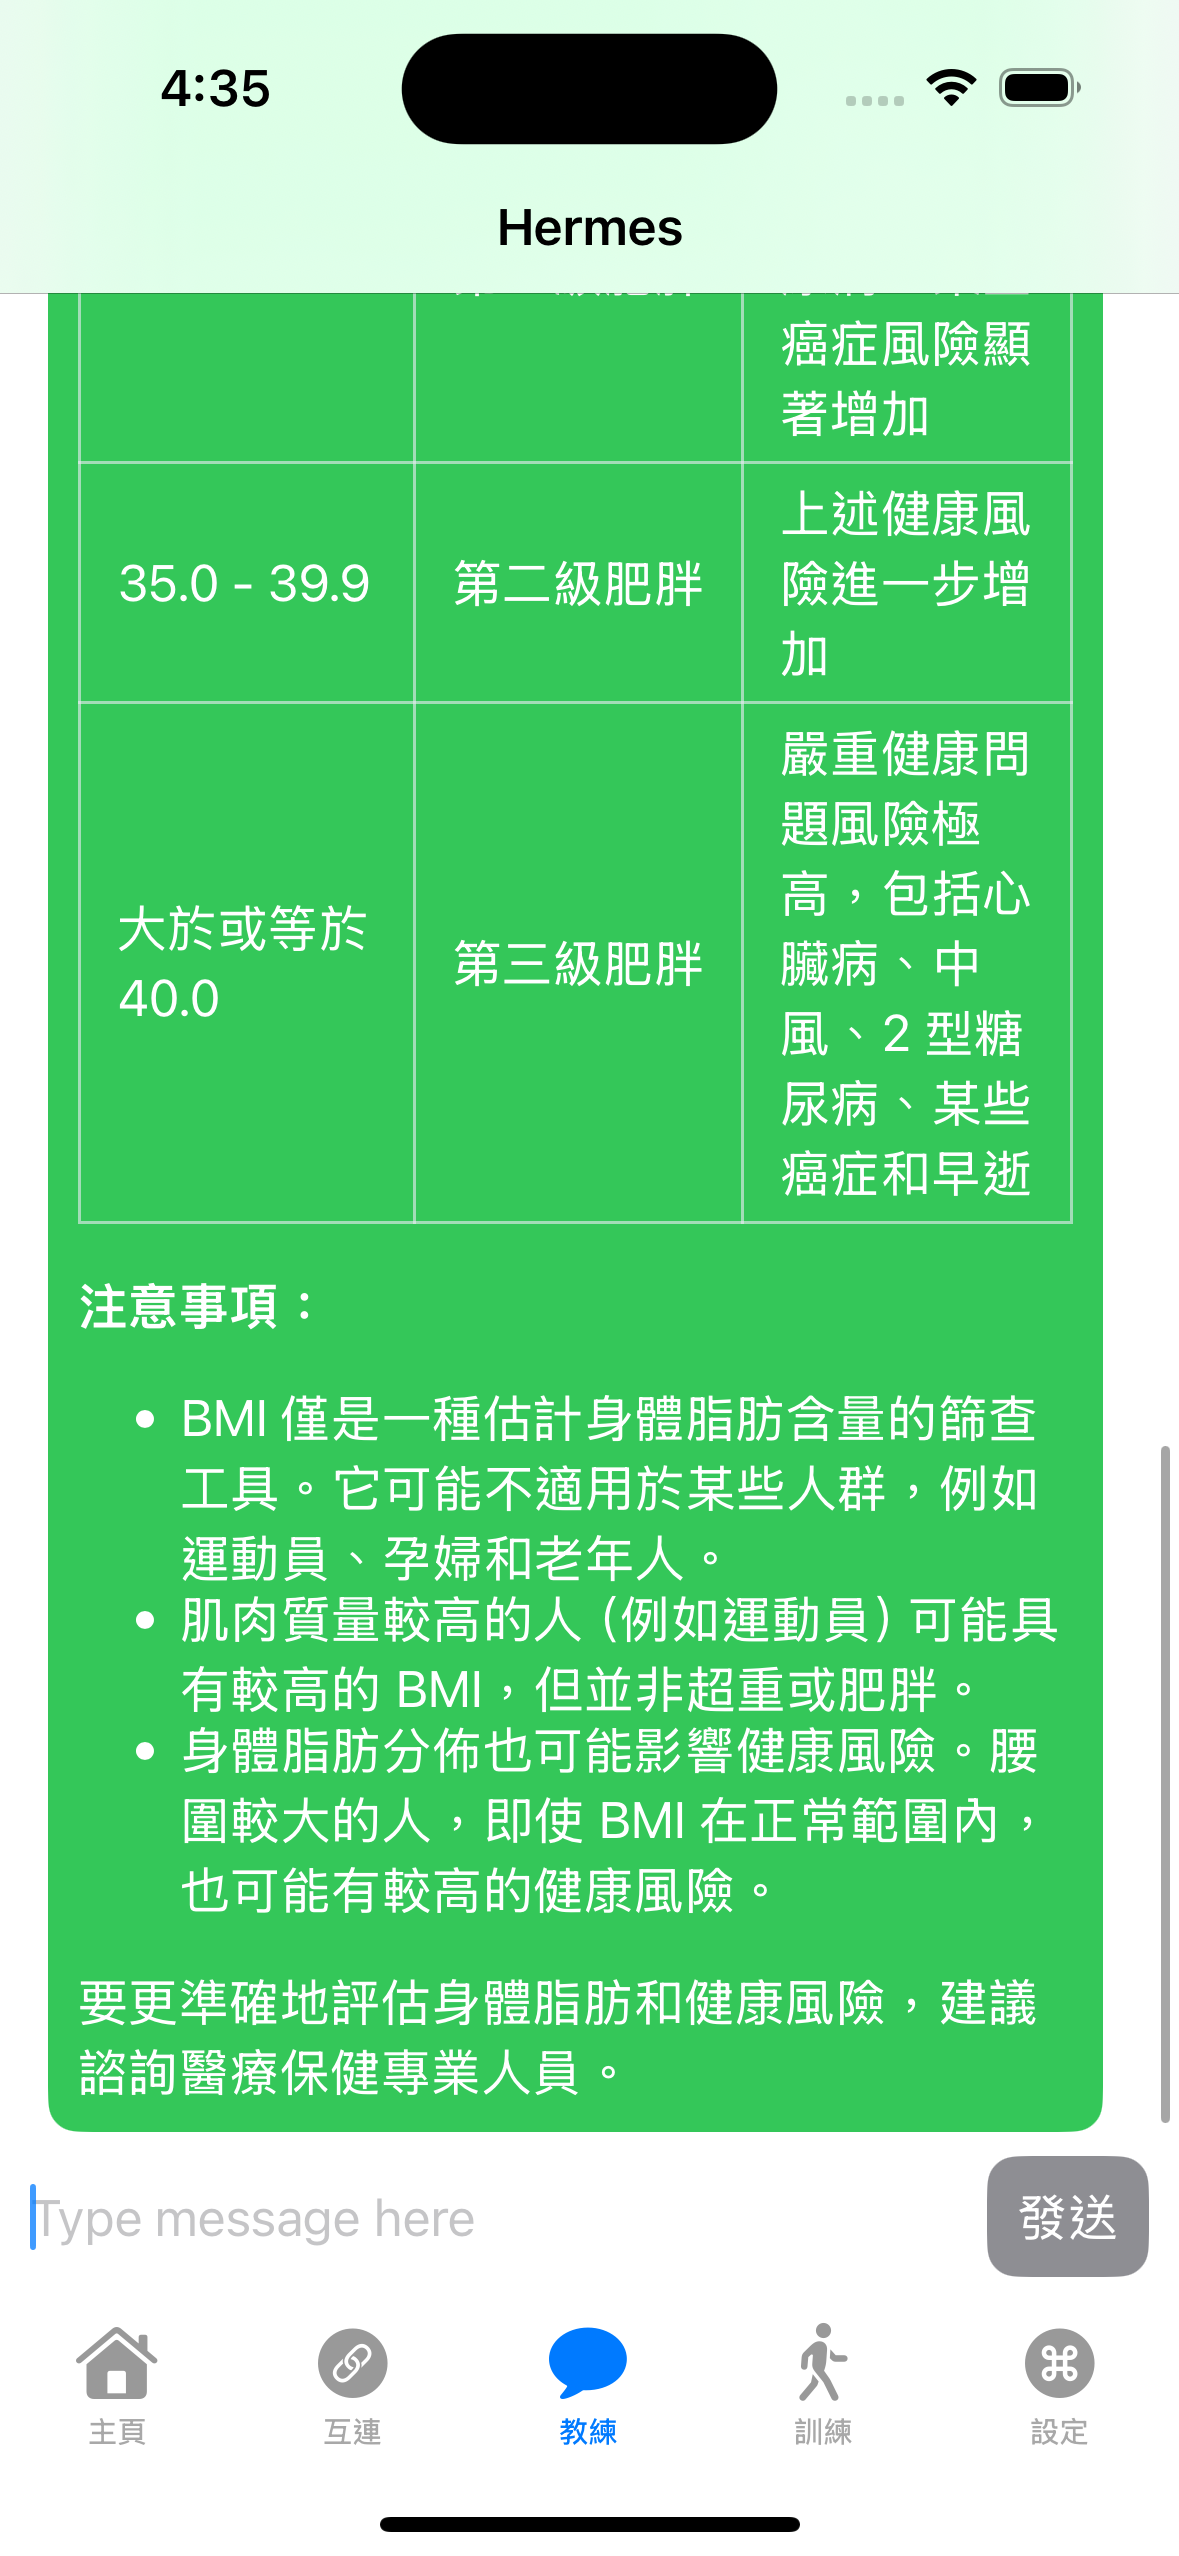 4:35
Hermes
癌症風險顯
著增加
35.0 - 39.9
第二級肥胖
上述健康風
險進一步增
加
大於或等於
40.0
第三級肥胖
嚴重健康問
題風險極
高，包括心
臟病、中
風、2 型糖
尿病、某些
癌症和早逝
注意事項：
• BMI 僅是一種估計身體脂肪含量的篩查
工具。它可能不適用於某些人群，例如
運動員、孕婦和老年人。
• 肌肉質量較高的人 (例如運動員) 可能具
有較高的 BMI，但並非超重或肥胖。
• 身體脂肪分佈也可能影響健康風險。腰
圍較大的人，即使 BMI 在正常範圍內，
也可能有較高的健康風險。
要更準確地評估身體脂肪和健康風險，建議
諮詢醫療保健專業人員。
Type message here
發送
主頁
互連
教練
訓練
設定